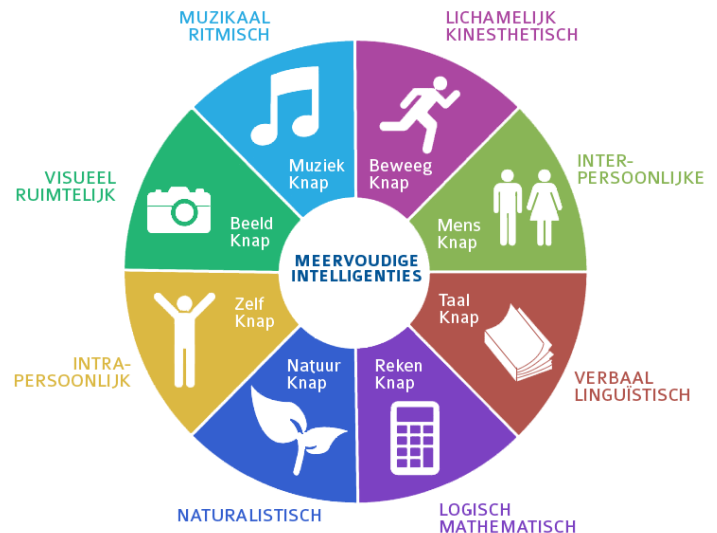 MUZIKAAL
RITMISCH
LICHAMELIJK
KINESTHETISCH
Muziek
Knap
Beweeg
Knap
VISUEEL
RUIMTELIJK
INTER-
PERSOONLIJKE
Beeld
Knap
Mens
Knap
MEERVOUDIGE
INTELLIGENTIES
Zelf
Knap
Taal
Knap
INTRA-
PERSOONLIJK
VERBAAL
LINGUÏSTISCH
Natuur
Knap
Reken
Knap
NATURALISTISCH
LOGISCH
MATHEMATISCH